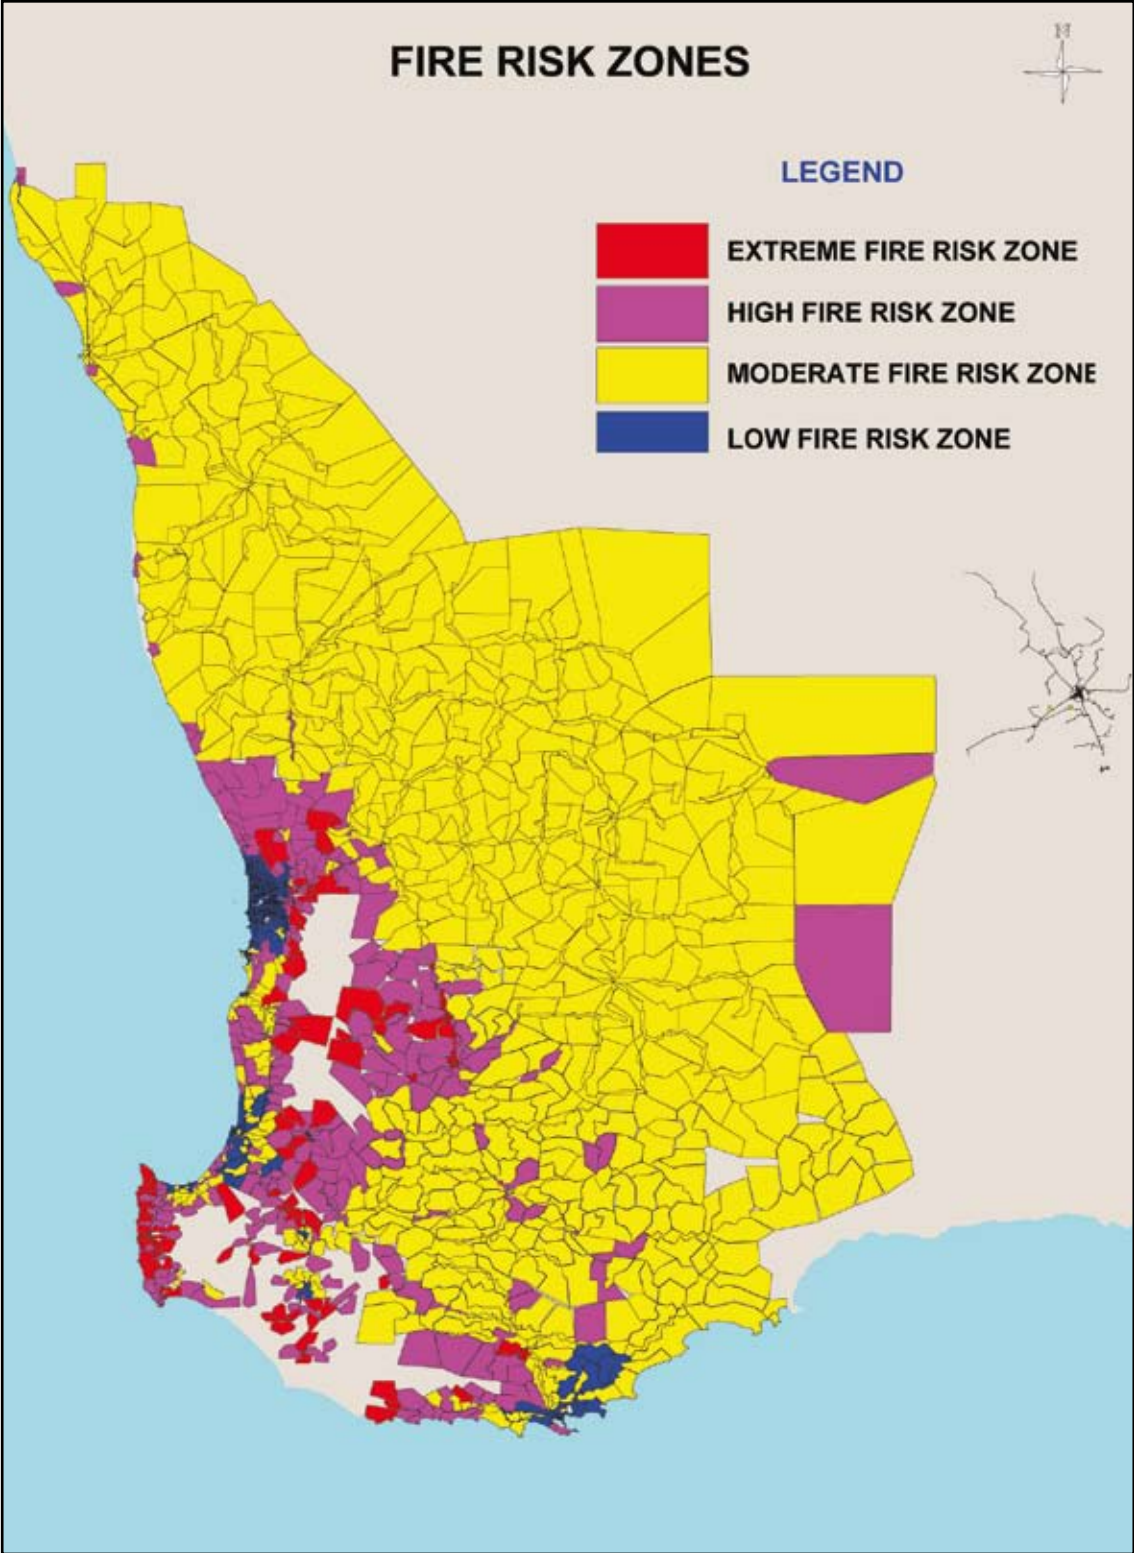 FIRE RISK ZONES
N
LEGEND
EXTREME FIRE RISK ZONE
HIGH FIRE RISK ZONE
MODERATE FIRE RISK ZONE
LOW FIRE RISK ZONE